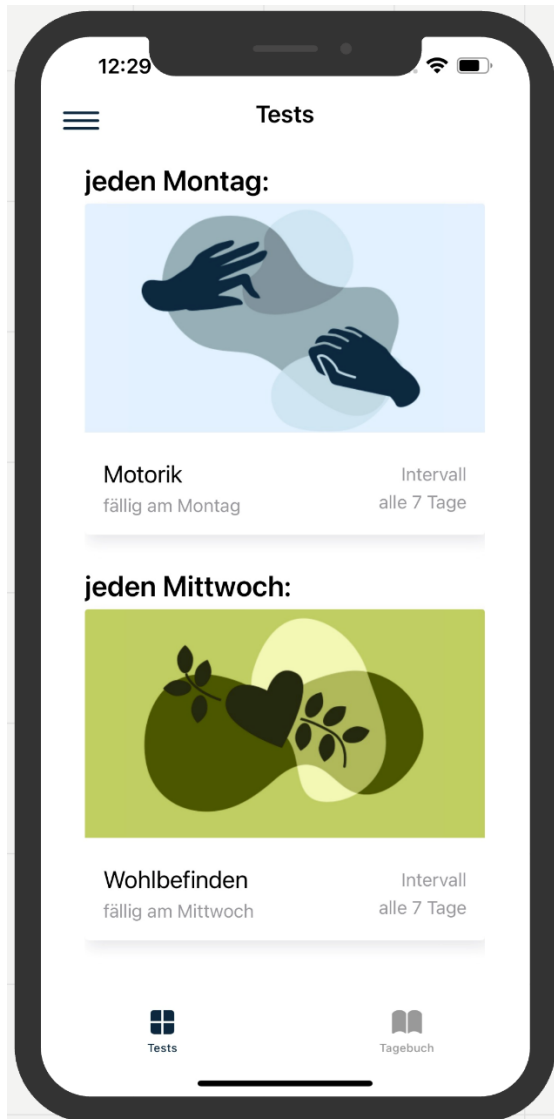 12:29
Tests
jeden Montag:
Motorik
Intervall
fällig am Montag
alle 7 Tage
jeden Mittwoch:
Wohlbefinden
Intervall
fällig am Mittwoch
alle 7 Tage
Tests
Tagebuch